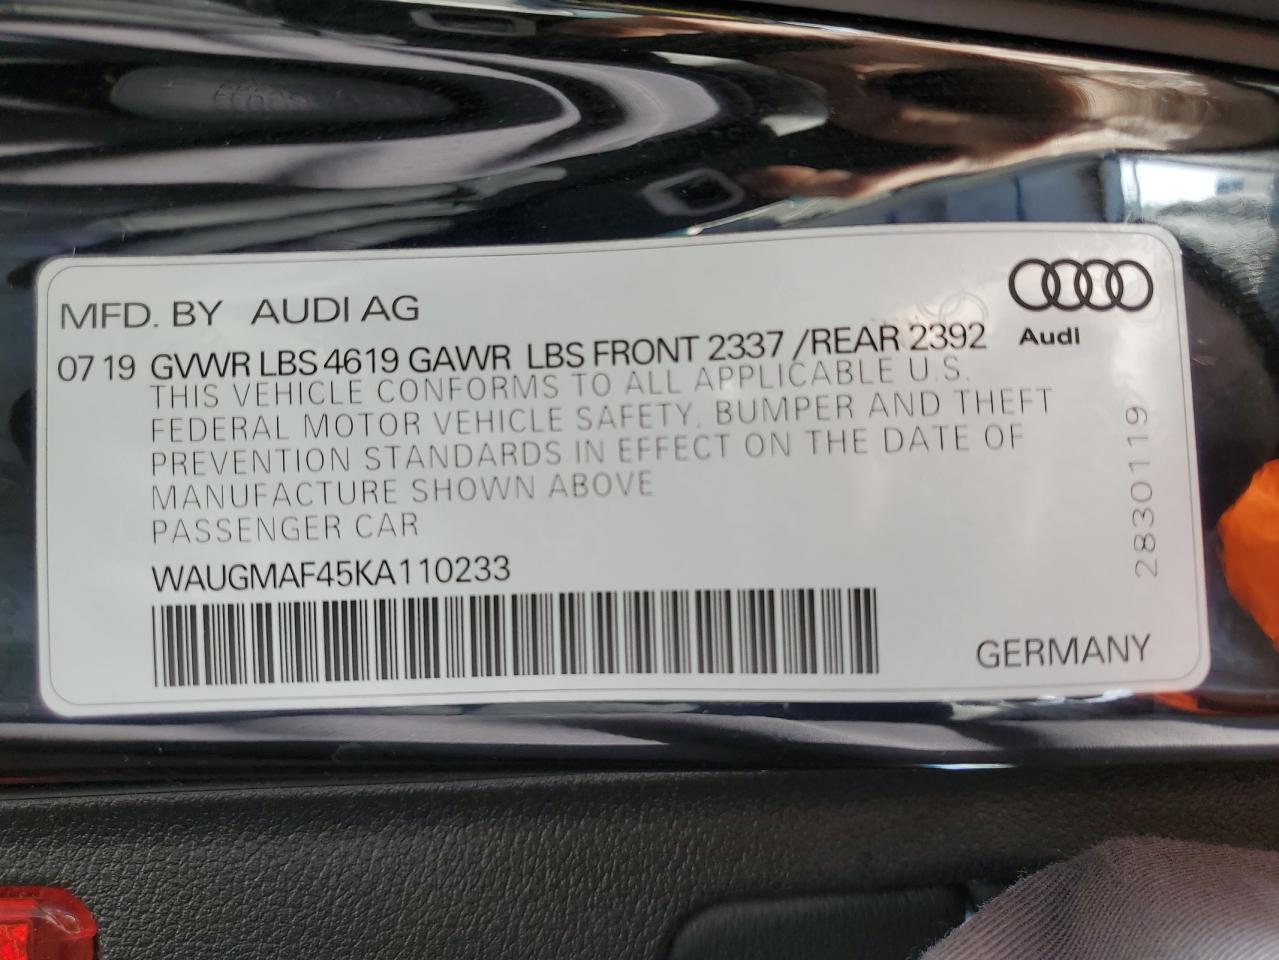 MFD. BY AUDI AG
Audi
07 19 GVWR LBS 4619 GAWR LBS FRONT 2337 /REAR 2392
THIS VEHICLE CONFORMS TO ALL APPLICABLE U.S.
FEDERAL MOTOR VEHICLE SAFETY, BUMPER AND THEFT
PREVENTION STANDARDS IN EFFECT ON THE DATE OF
MANUFACTURE SHOWN ABOVE
PASSENGER CAR
WAUGMAF45KA110233
GERMANY
2830119